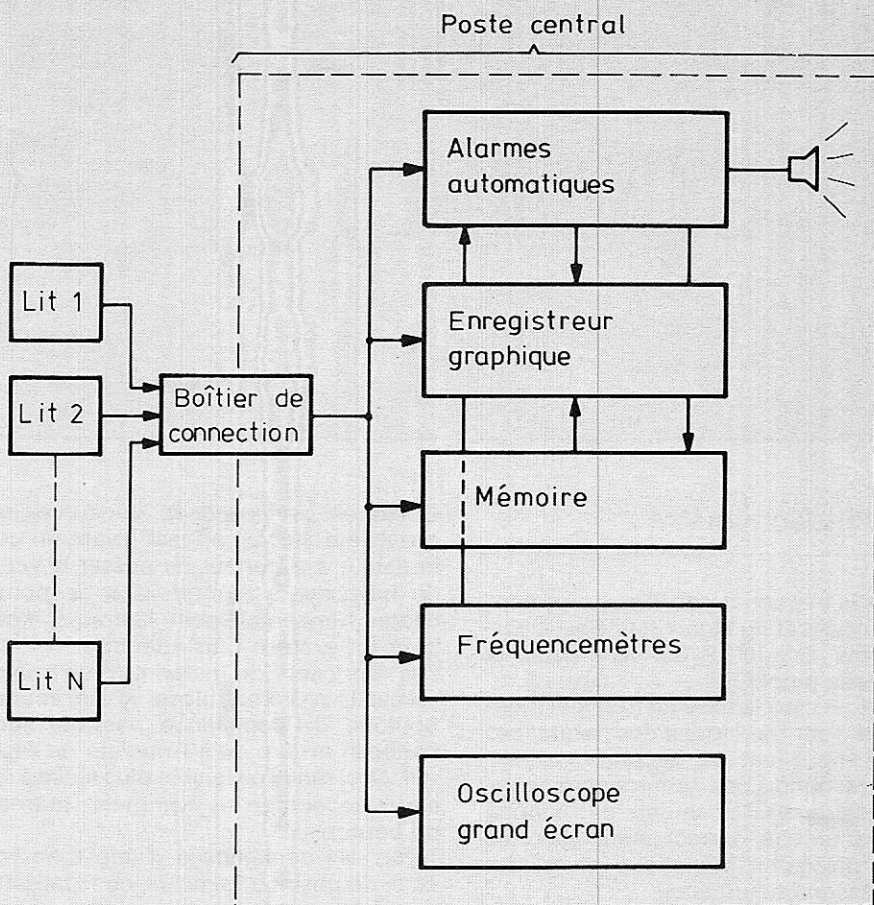 Poste central
Alarmes
automatiques
Lit 1
Enregistreur
graphique
Lit 2
Boîtier de
connection
Mémoire
Lit N
Fréquencemètres
Oscilloscope
grand écran